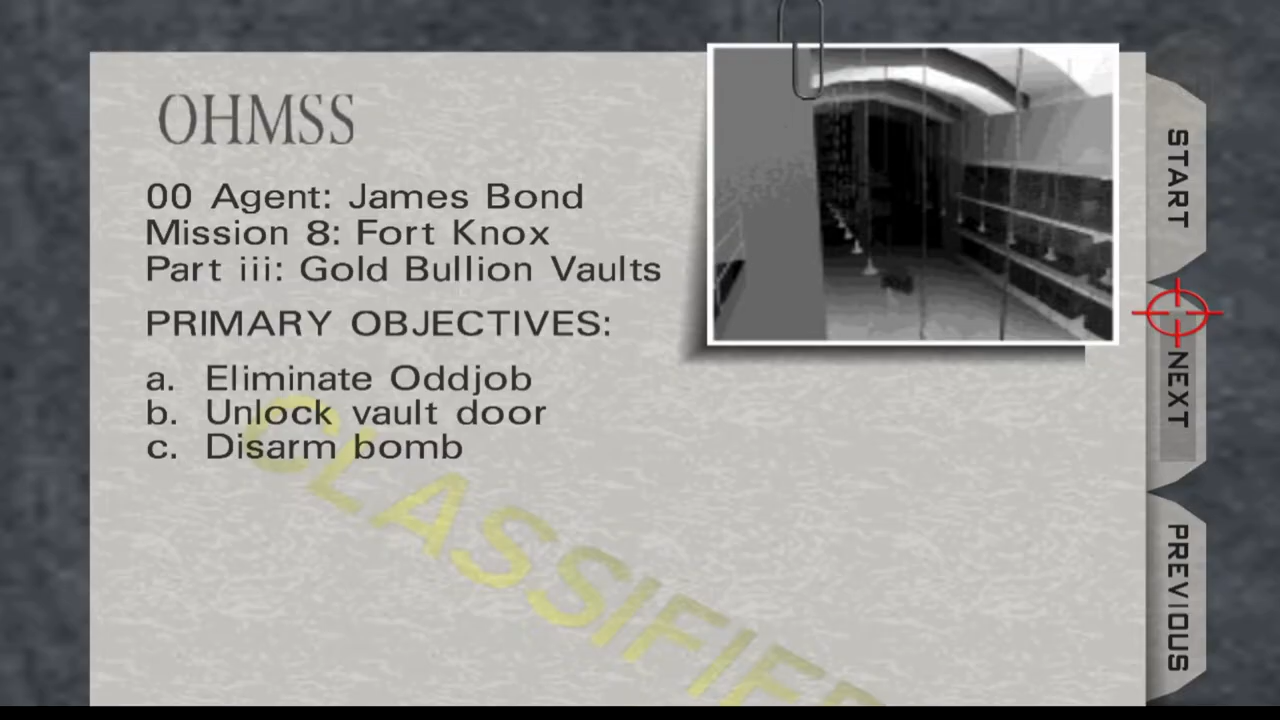 OHMSS
00 Agent: James Bond
Mission 8: Fort Knox
Part iii: Gold Bullion Vaults
PRIMARY OBJECTIVES:
a. Eliminate Oddjob
b. Unlock vault door
c. Disarm bomb
CLASSIFIED
START
NEXT
PREVIOUS